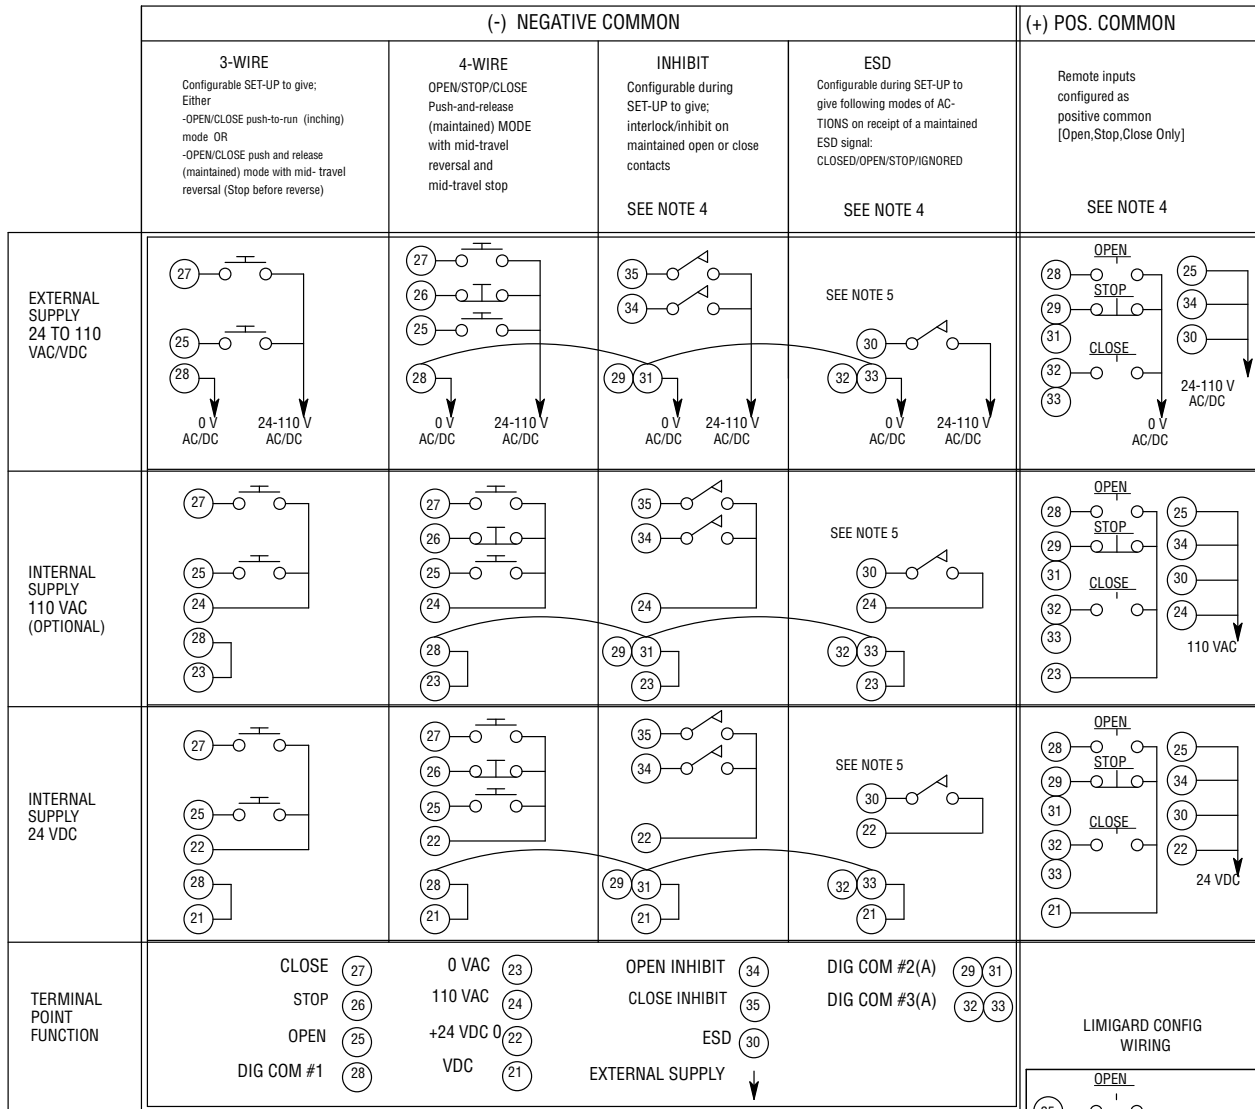 (-) NEGATIVE COMMON
(+) POS. COMMON
3-WIRE
Configurable SET-UP to give;
Either
-OPEN/CLOSE push-to-run (inching)
mode OR
-OPEN/CLOSE push and release
(maintained) mode with mid- travel
reversal (Stop before reverse)
4-WIRE
OPEN/STOP/CLOSE
Push-and-release
(maintained) MODE
with mid-travel
reversal and
mid-travel stop
INHIBIT
Configurable during
SET-UP to give;
interlock/inhibit on
maintained open or close
contacts
SEE NOTE 4
ESD
Configurable during SET-UP to
give following modes of AC-
TIONS on receipt of a maintained
ESD signal:
CLOSED/OPEN/STOP/IGNORED
SEE NOTE 4
Remote inputs
configured as
positive common
[Open,Stop,Close Only]
SEE NOTE 4
EXTERNAL
SUPPLY
24 TO 110
VAC/VDC
27
25
28
0 V
AC/DC
24-110 V
AC/DC
27
26
25
28
0 V
AC/DC
24-110 V
AC/DC
35
34
29 31
0 V
AC/DC
24-110 V
AC/DC
SEE NOTE 5
30
32 33
0 V
AC/DC
24-110 V
AC/DC
OPEN
28
STOP
29
31
CLOSE
32
33
0 V
AC/DC
25
34
30
24-110 V
AC/DC
INTERNAL
SUPPLY
110 VAC
(OPTIONAL)
27
25
24
28
23
27
26
25
24
28
23
35
34
24
29 31
23
SEE NOTE 5
30
24
32 33
23
OPEN
28
STOP
29
31
CLOSE
32
33
23
25
34
30
24
110 VAC
INTERNAL
SUPPLY
24 VDC
27
25
22
28
21
27
26
25
22
28
21
35
34
22
29 31
21
SEE NOTE 5
30
22
32 33
21
OPEN
28
STOP
29
31
CLOSE
32
33
21
25
34
30
22
24 VDC
TERMINAL
POINT
FUNCTION
CLOSE 27
STOP 26
OPEN 25
DIG COM #1 28
0 VAC 23
110 VAC 24
+24 VDC 0 22
VDC 21
OPEN INHIBIT 34
CLOSE INHIBIT 35
ESD 30
EXTERNAL SUPPLY
DIG COM #2(A) 29 31
DIG COM #3(A) 32 33
LIMIGARD CONFIG
WIRING
OPEN